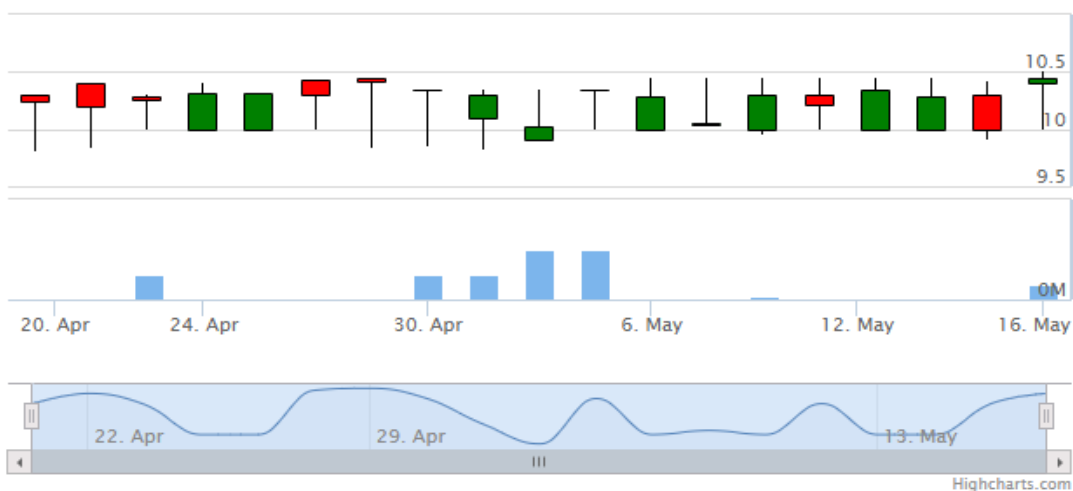 10.5
10
9.5
0M
20. Apr 24. Apr 30. Apr 6. May 12. May 16. May
22. Apr 29. Apr 13. May
Highcharts.com